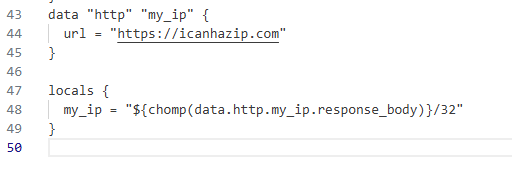 43 data "http" "my_ip" {
44   url = "https://icanhazip.com"
45 }
46
47 locals {
48   my_ip = "${chomp(data.http.my_ip.response_body)}/32"
49 }
50